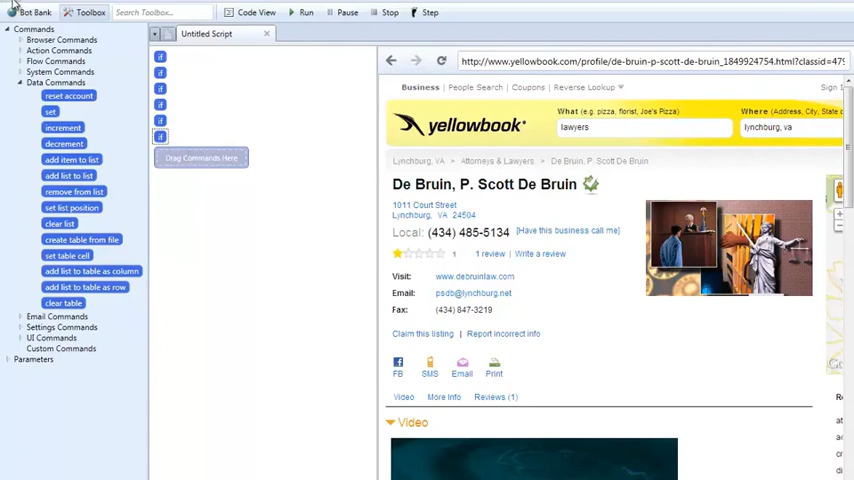 Bot Bank Toolbox Search Toolbox... Code View Run Pause Stop Step
Commands
Browser Commands
Action Commands
Flow Commands
System Commands
Data Commands
reset account
set
increment
decrement
add item to list
add list to list
remove from list
set list position
clear list
create table from file
set table cell
add list to table as column
add list to table as row
clear table
Email Commands
Settings Commands
UI Commands
Custom Commands
Parameters
Untitled Script
if
if
if
if
if
if
Drag Commands Here
http://www.yellowbook.com/profile/de-bruin-p-scott-de-bruin_1849924754.html?classid=479
Business | People Search | Coupons | Reverse Lookup Sign
yellowbook
What (e.g. pizza, florist, Joe's Pizza) Where (Address, City, State
lawyers lynchburg, va
Lynchburg, VA > Attorneys & Lawyers > De Bruin, P. Scott De Bruin
De Bruin, P. Scott De Bruin
1011 Court Street
Lynchburg, VA 24504
Local: (434) 485-5134 [Have this business call me]
1 1 review | Write a review
Visit: www.debruinlaw.com
Email: psdb@lynchburg.net
Fax: (434) 847-3219
Claim this listing | Report incorrect info
FB SMS Email Print
Video More Info Reviews (1)
Video